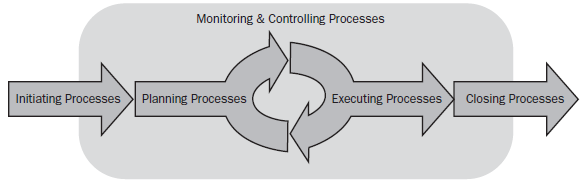 Monitoring & Controlling Processes
Initiating Processes
Planning Processes
Executing Processes
Closing Processes